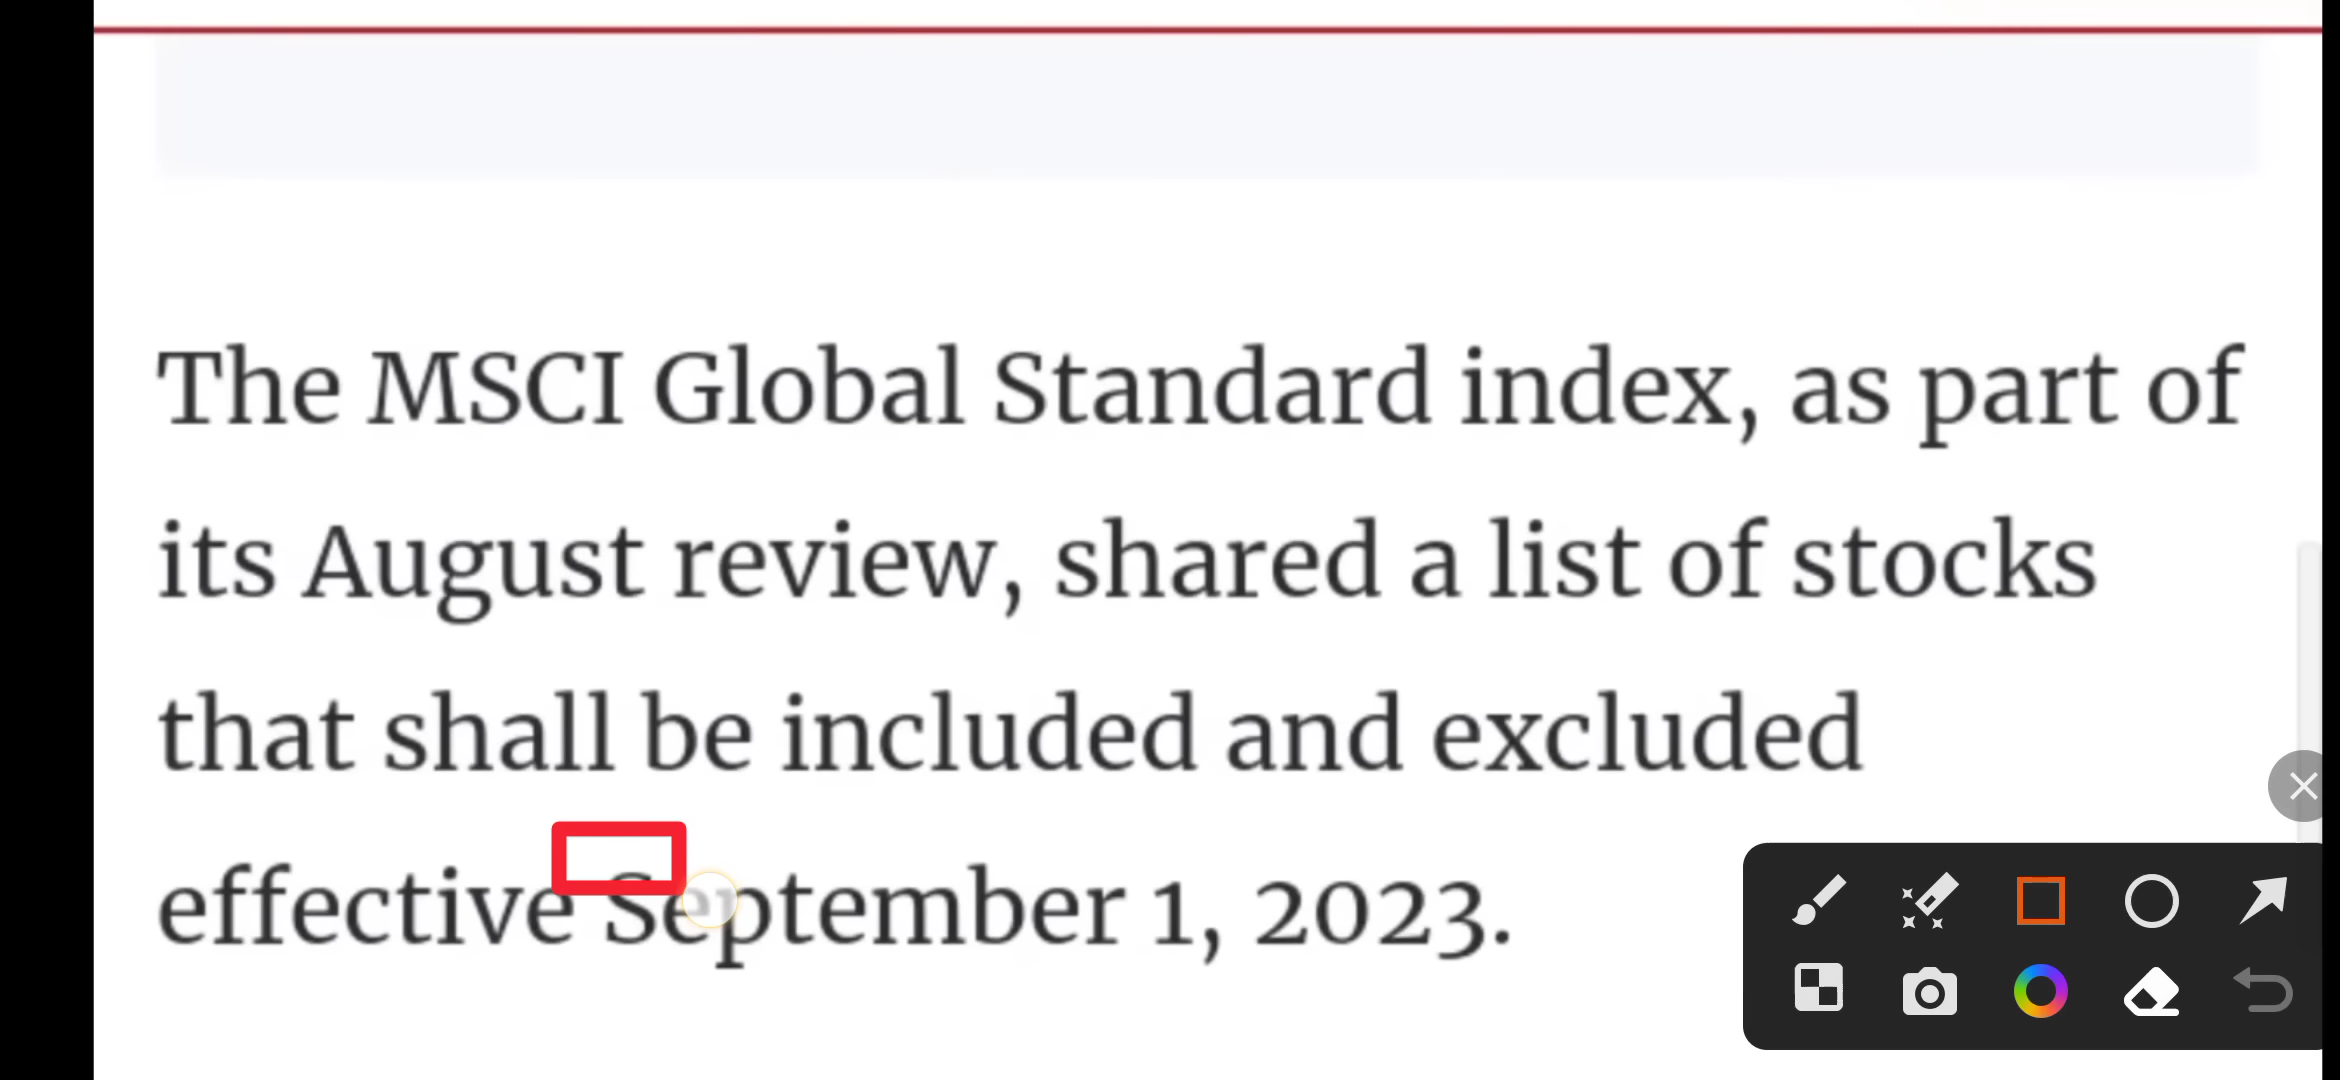 The MSCI Global Standard index, as part of
its August review, shared a list of stocks
that shall be included and excluded
effective September 1, 2023.